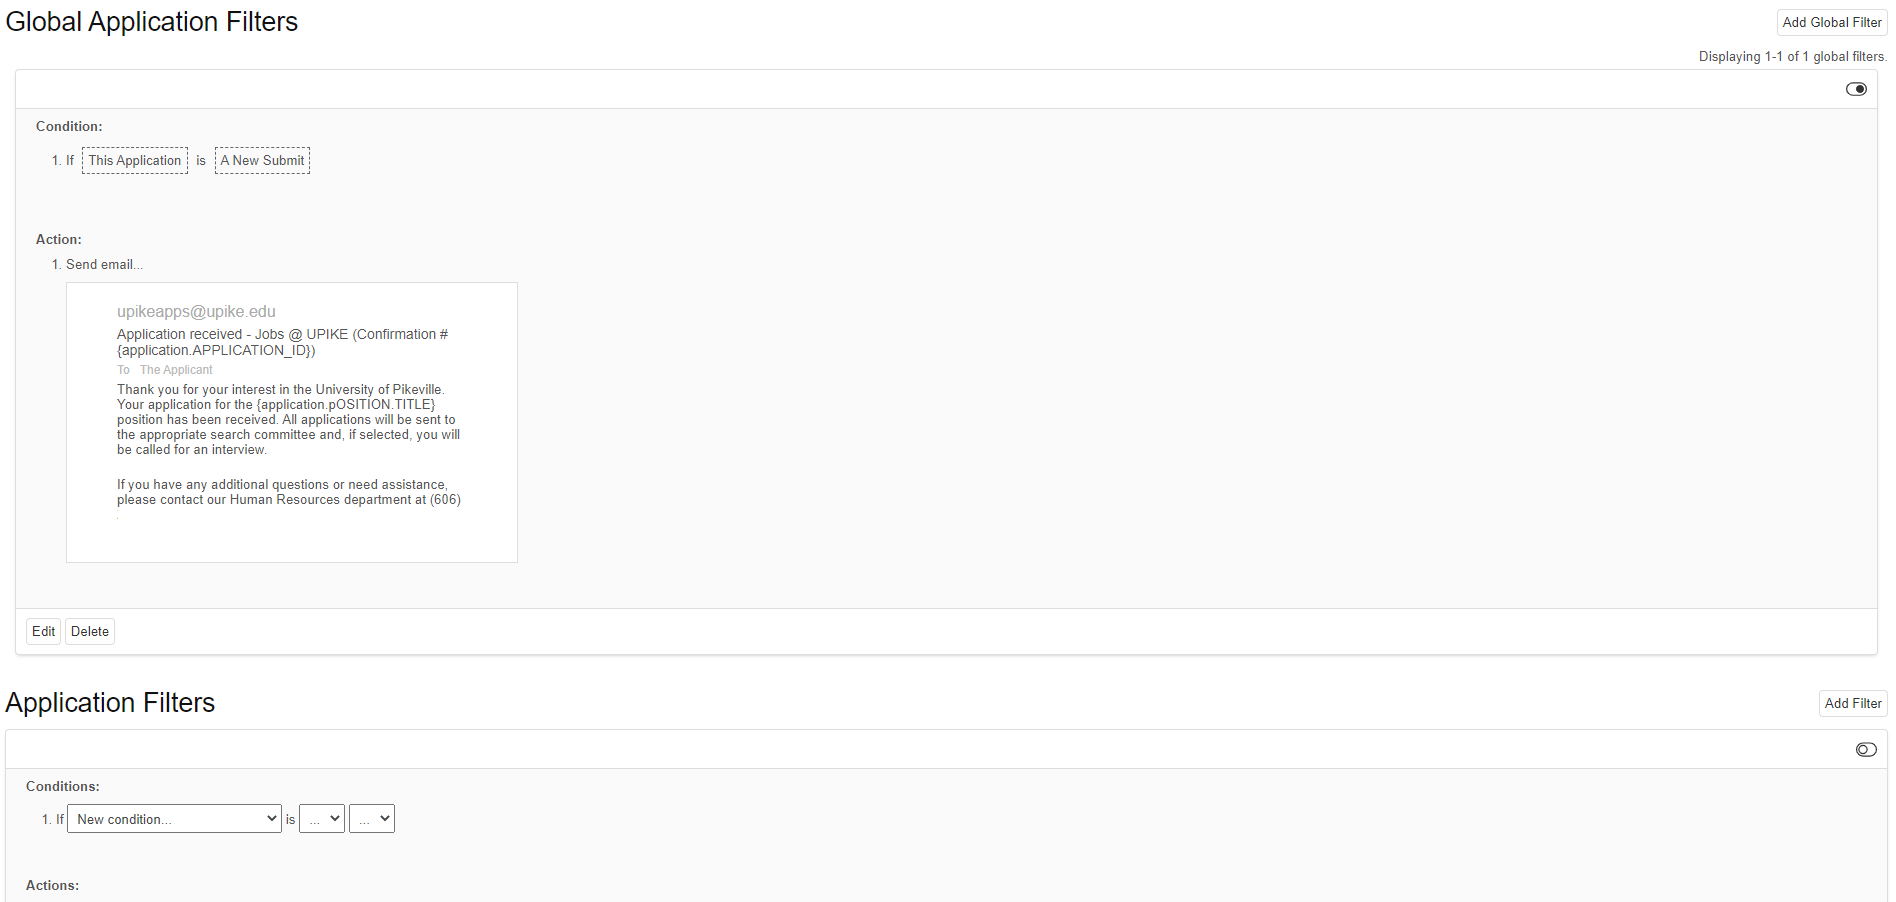 Global Application Filters
Add Global Filter
Displaying 1-1 of 1 global filters.
Condition:
1. If This Application is A New Submit
Action:
1. Send email...
upikeapps@upike.edu
Application received - Jobs @ UPIKE (Confirmation #
{application.APPLICATION_ID})
To The Applicant
Thank you for your interest in the University of Pikeville.
Your application for the {application.pOSITION.TITLE}
position has been received. All applications will be sent to
the appropriate search committee and, if selected, you will
be called for an interview.
If you have any additional questions or need assistance,
please contact our Human Resources department at (606)
Edit Delete
Application Filters
Add Filter
Conditions:
1. If New condition... is ... ...
Actions: